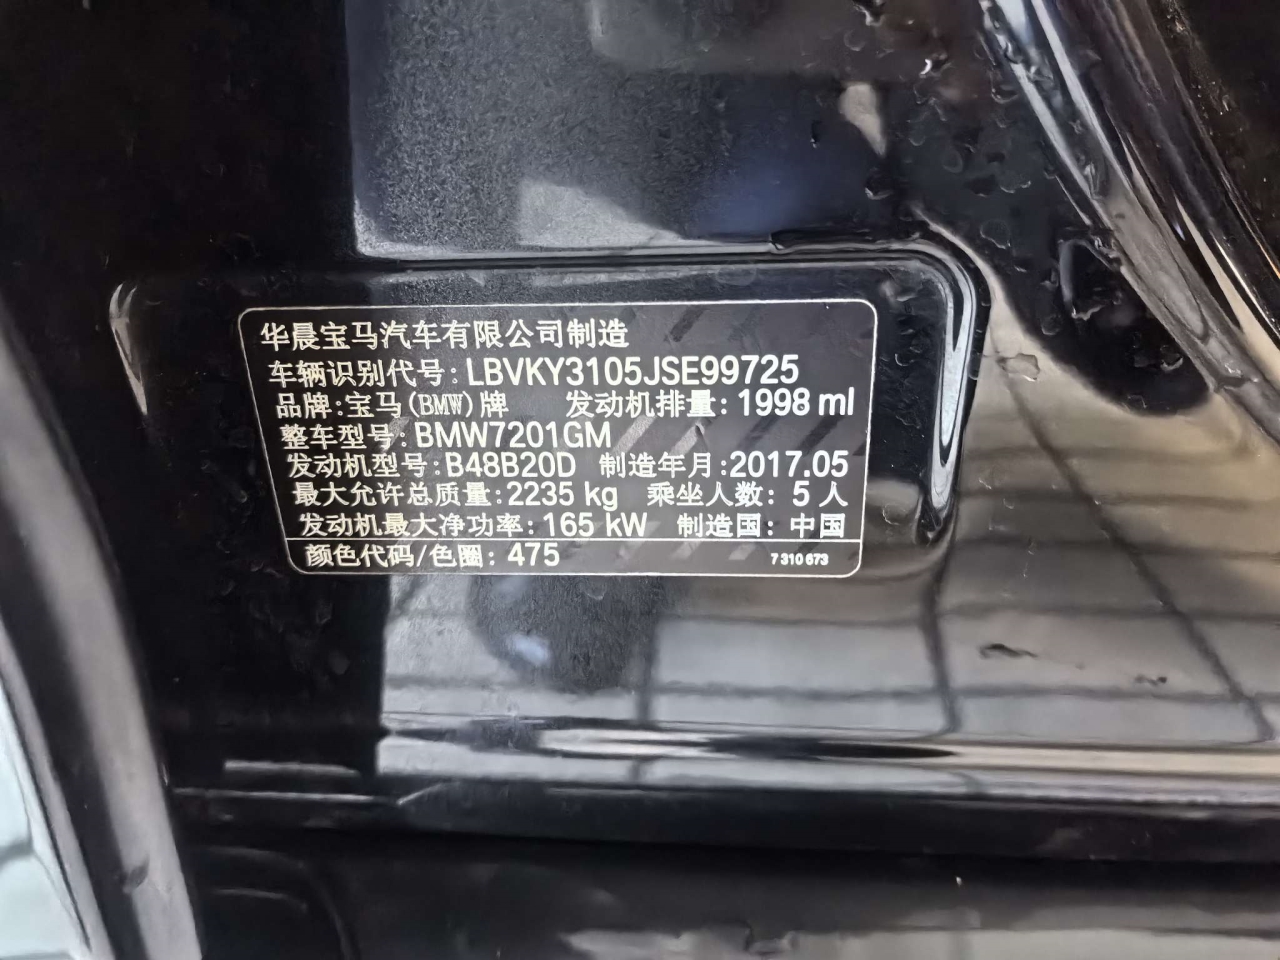 华晨宝马汽车有限公司制造
车辆识别代号: LBVKY3105JSE99725
品牌:宝马(BMW)牌 发动机排量: 1998 ml
整车型号: BMW7201GM
发动机型号: B48B20D 制造年月:2017.05
最大允许总质量: 2235 kg 乘坐人数: 5 人
发动机最大净功率: 165 kW 制造国: 中国
颜色代码/色圈: 475 7 310 673